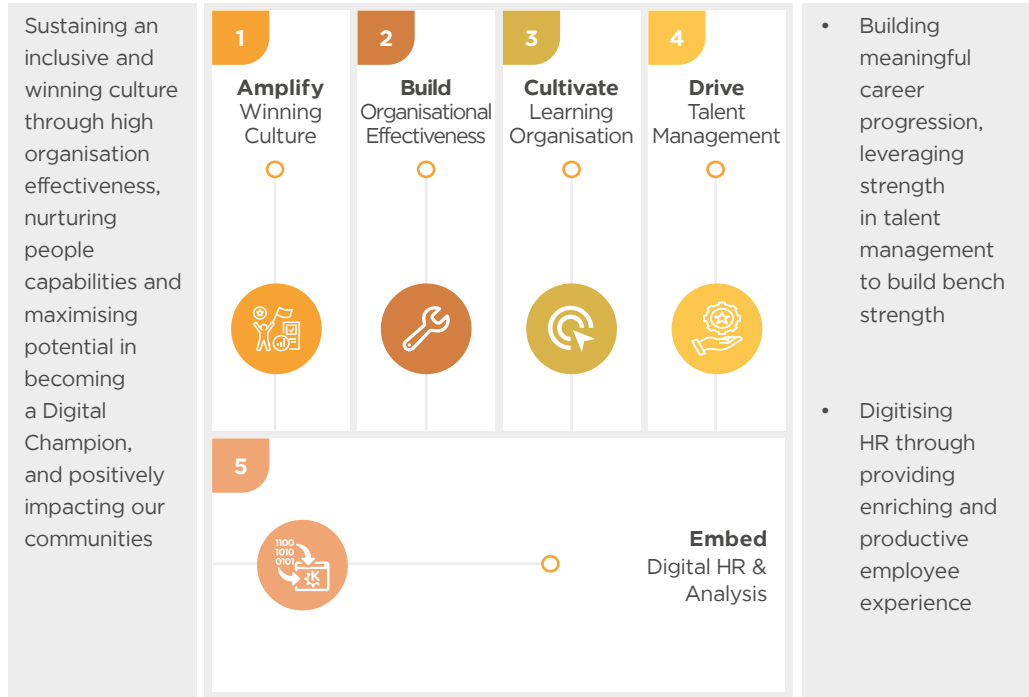 Sustaining an
inclusive and
winning culture
through high
organisation
effectiveness,
nurturing
people
capabilities and
maximising
potential in
becoming
a Digital
Champion,
and positively
impacting our
communities
1
Amplify
Winning
Culture
2
Build
Organisational
Effectiveness
3
Cultivate
Learning
Organisation
4
Drive
Talent
Management
5
1100
1010
0101
Embed
Digital HR &
Analysis
• Building
meaningful
career
progression,
leveraging
strength
in talent
management
to build bench
strength
• Digitising
HR through
providing
enriching and
productive
employee
experience